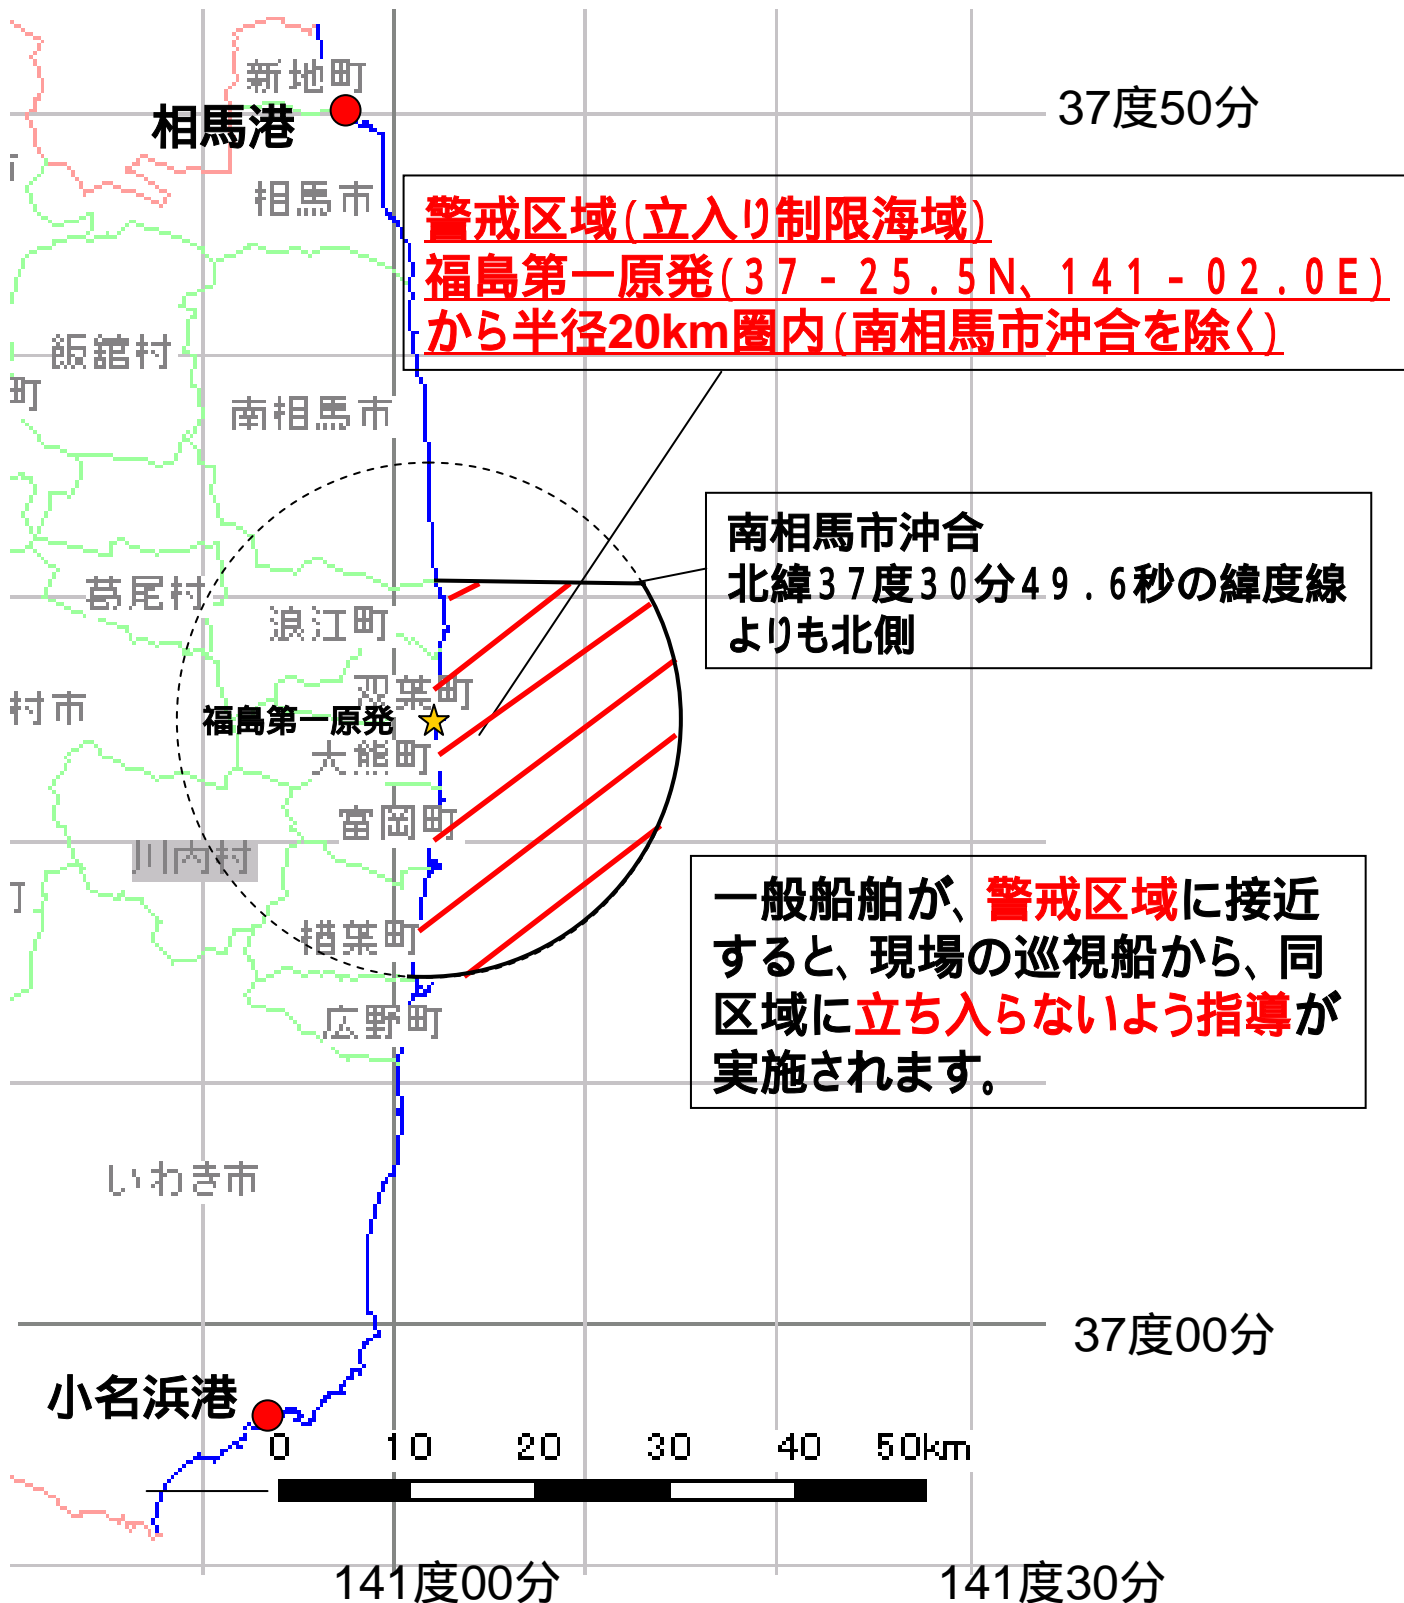 新地町
37度50分
相馬港
相馬市
警戒区域(立入り制限海域)
福島第一原発(37-25.5N、141-02.0E)
から半径20km圏内(南相馬市沖合を除く)
飯舘村
町
南相馬市
南相馬市沖合
北緯37度30分49.6秒の緯度線
よりも北側
葛尾村
浪江町
双葉町
村市
福島第一原発
大熊町
富岡町
川内村
楢葉町
一般船舶が、警戒区域に接近
すると、現場の巡視船から、同
区域に立ち入らないよう指導が
実施されます。
広野町
いわき市
37度00分
小名浜港
0 10 20 30 40 50km
141度00分
141度30分